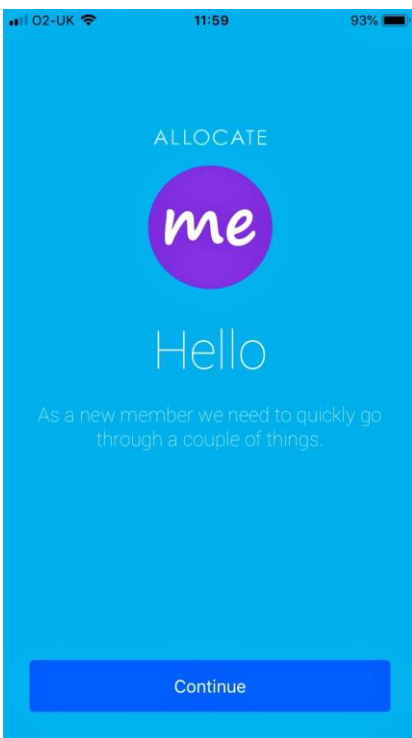 O2-UK 11:59 93%
ALLOCATE
me
Hello
As a new member we need to quickly go
through a couple of things.
Continue